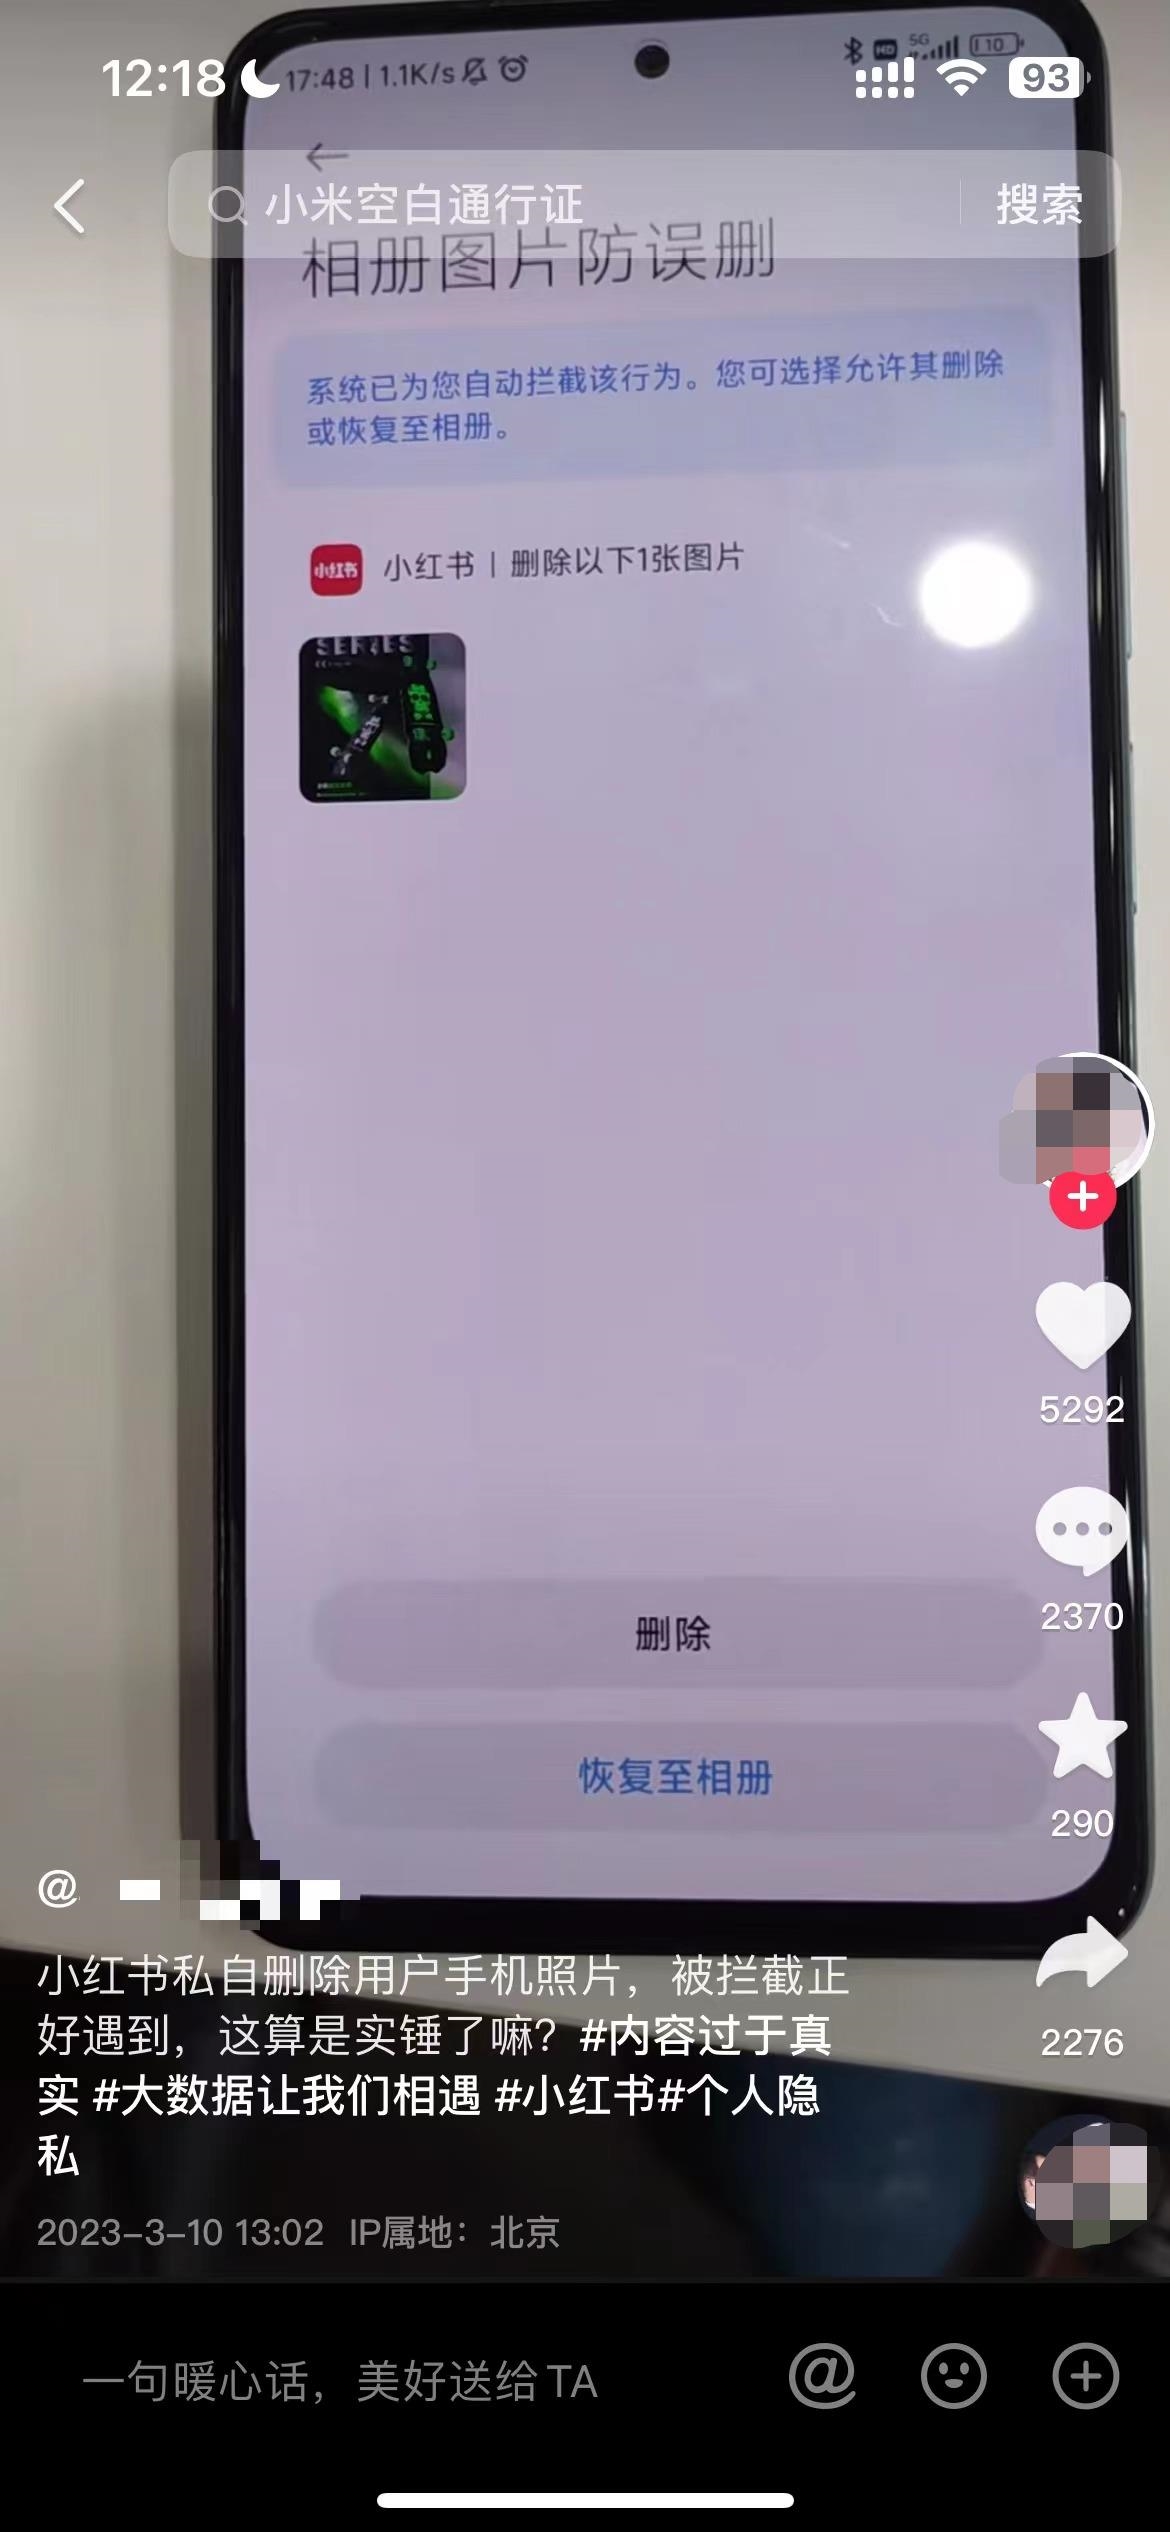 12:18
93
17:48 | 1.1K/s
HD
5G
10
小米空白通行证
搜索
相册图片防误删
系统已为您自动拦截该行为。您可选择允许其删除
或恢复至相册。
小红书
小红书 | 删除以下1张图片
SERIES
5292
2370
删除
290
恢复至相册
@
小红书私自删除用户手机照片，被拦截正
好遇到，这算是实锤了嘛？#内容过于真
实 #大数据让我们相遇 #小红书#个人隐
私
2276
2023-3-10 13:02 IP属地：北京
一句暖心话，美好送给TA